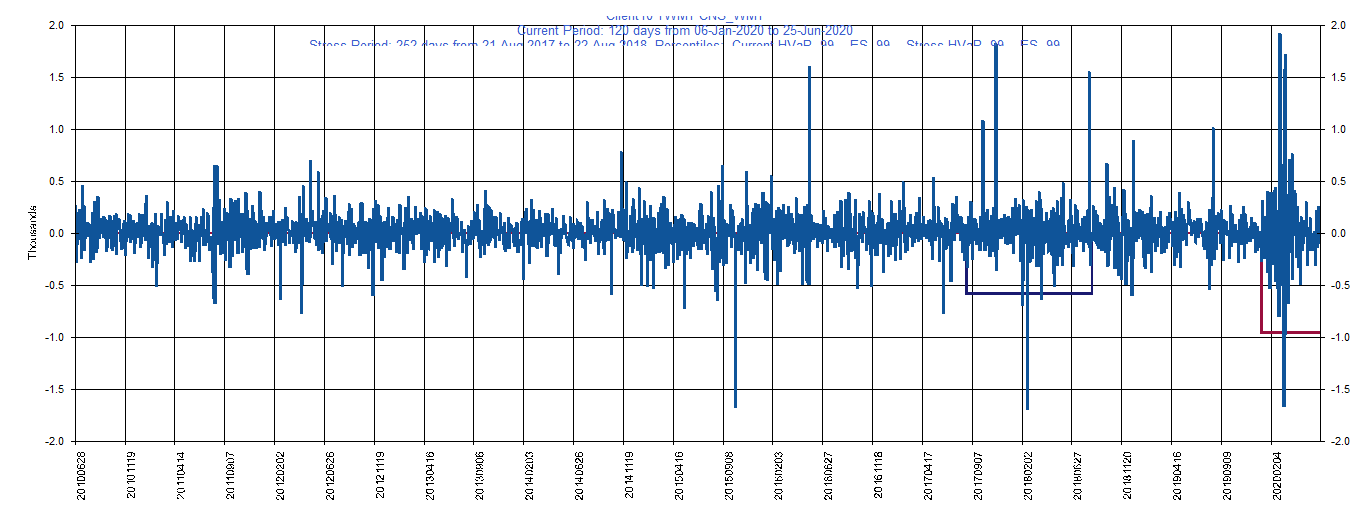 Client10 TWMT CNS_WMT
Current Period: 120 days from 06-Jan-2020 to 25-Jun-2020
Stress Period: 252 days from 21-Aug-2017 to 22-Aug-2018 Percentiles: Current HVaR 99 ES 99 Stress HVaR 99 ES 99
2.0 2.0
1.5 1.5
1.0 1.0
0.5 0.5
0.0 0.0
-0.5 -0.5
-1.0 -1.0
-1.5 -1.5
-2.0 -2.0
Thousands
20100628 20101119 20110414 20110907 20120202 20120626 20121119 20130416 20130906 20140203 20140626 20141119 20150416 20150908 20160203 20160627 20161118 20170417 20170907 20180202 20180627 20181120 20190416 20190909 20200204